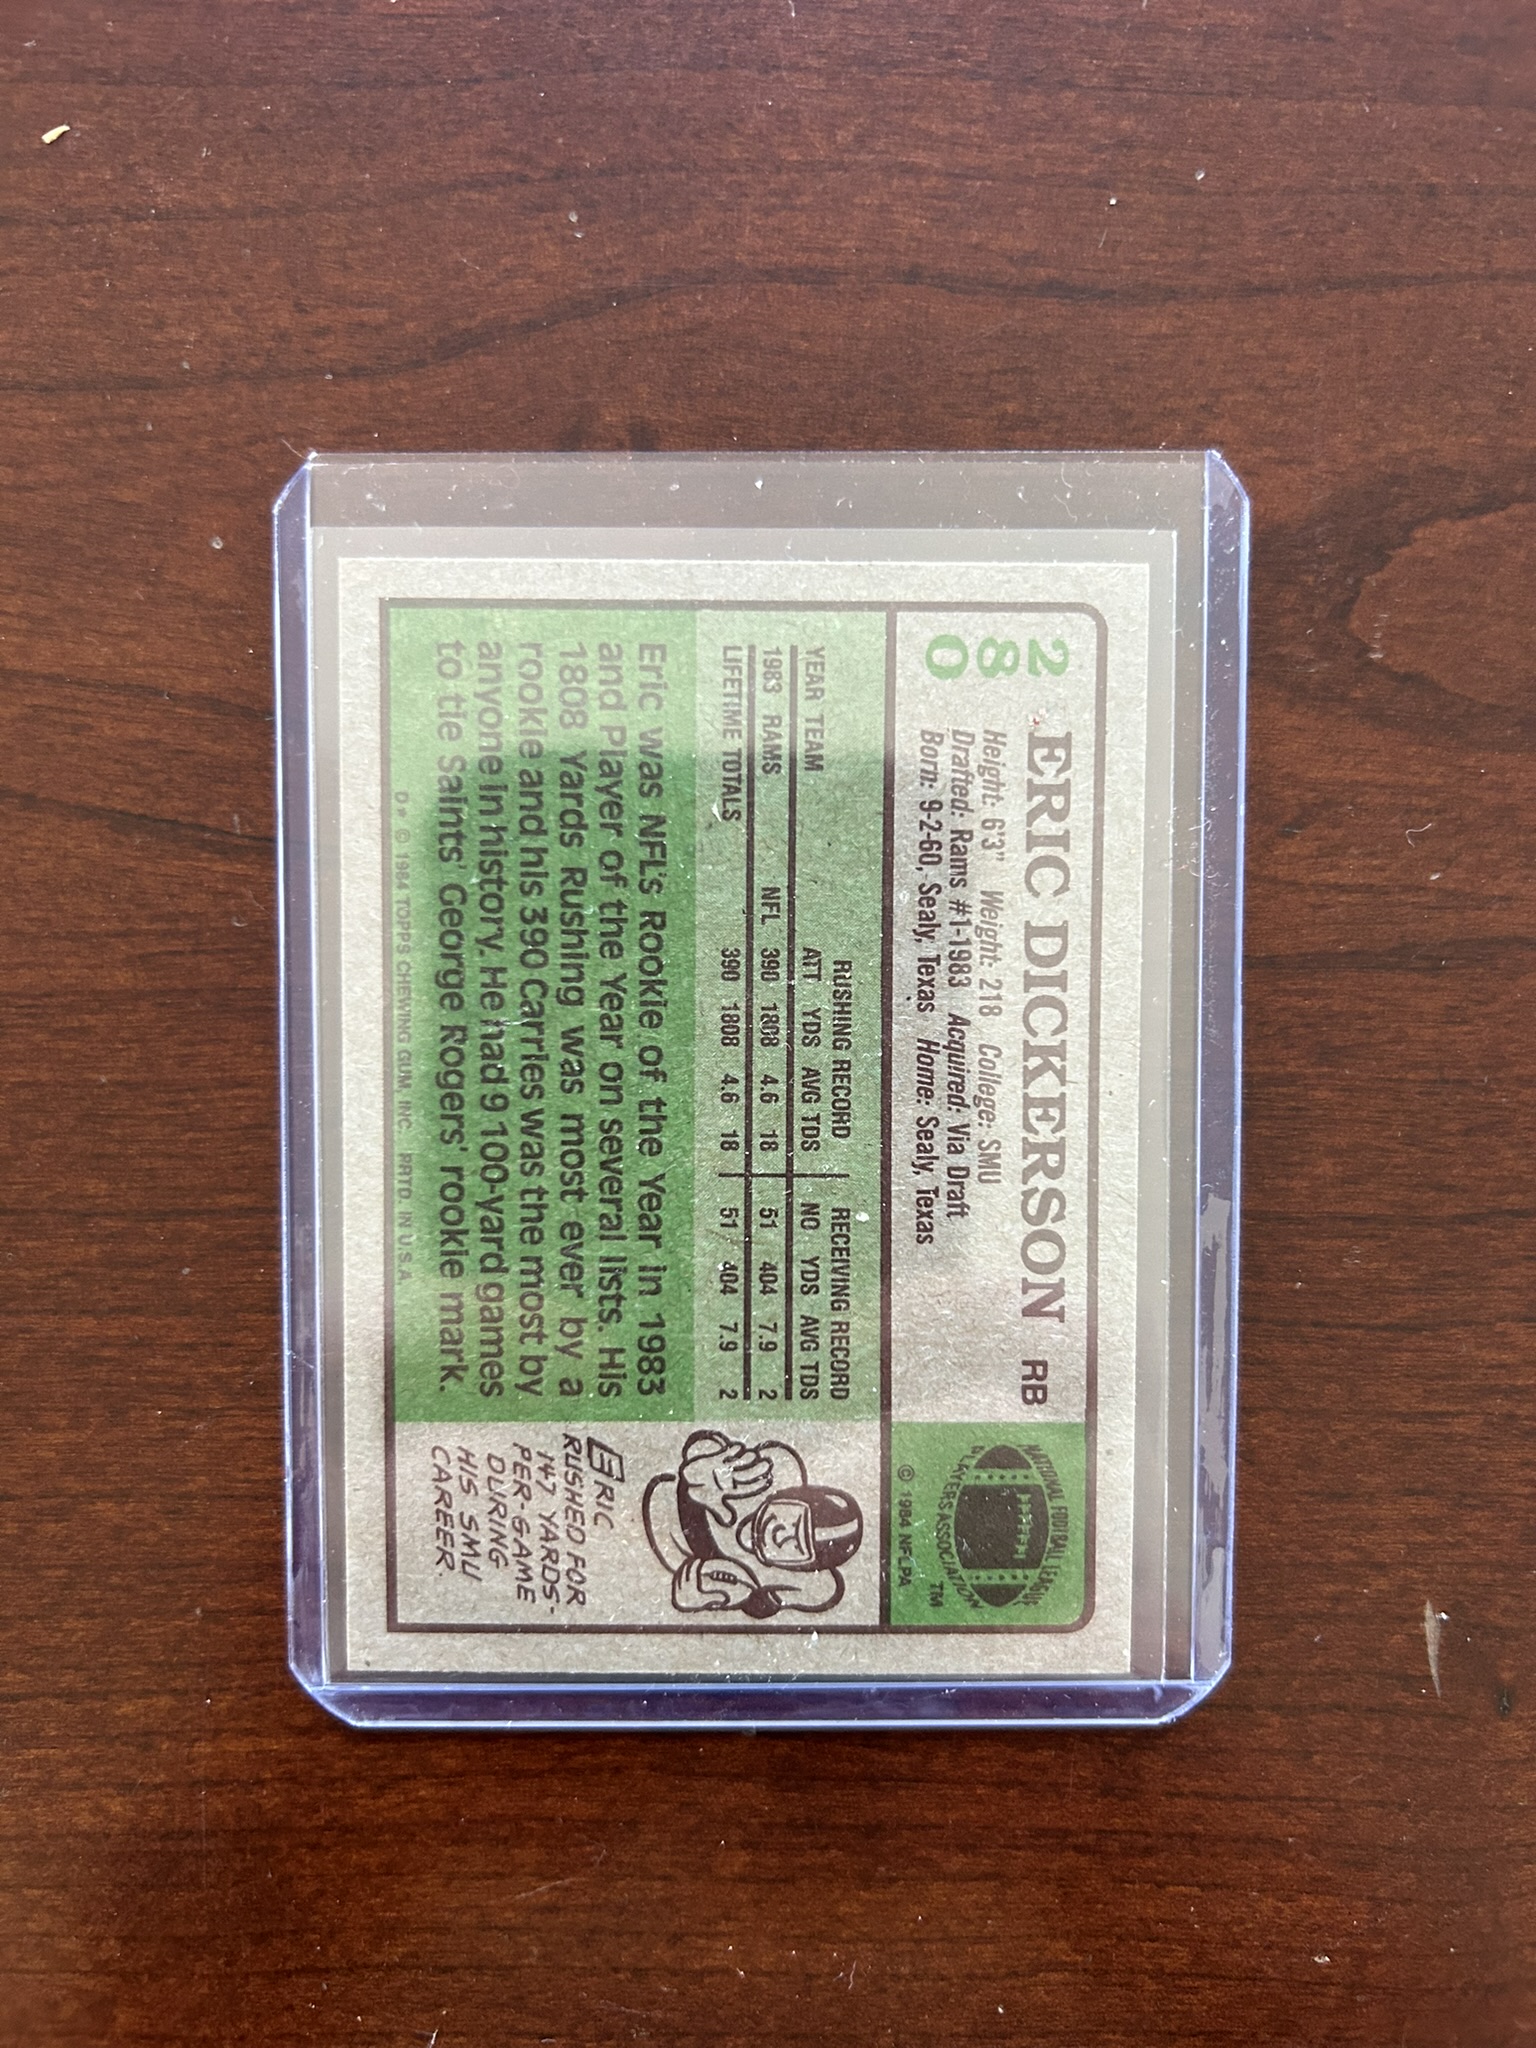 280
ERIC DICKERSON RB
Height: 6'3" Weight: 218 College: SMU
Drafted: Rams #1-1983 Acquired: Via Draft
Born: 9-2-60, Sealy, Texas Home: Sealy, Texas
NATIONAL FOOTBALL LEAGUE
PLAYERS ASSOCIATION
TM
© 1984 NFLPA
RUSHING RECORD RECEIVING RECORD
YEAR TEAM ATT YDS AVG TDS NO YDS AVG TDS
1983 RAMS NFL 390 1808 4.6 18 51 404 7.9 2
LIFETIME TOTALS 390 1808 4.6 18 51 404 7.9 2
Eric was NFL's Rookie of the Year in 1983
and Player of the Year on several lists. His
1808 Yards Rushing was most ever by a
rookie and his 390 Carries was the most by
anyone in history. He had 9 100-yard games
to tie Saints' George Rogers' rookie mark.
ERIC
RUSHED FOR
147 YARDS-
PER-GAME
DURING
HIS SMU
CAREER.
D* © 1984 TOPPS CHEWING GUM, INC. PRTD. IN U.S.A.